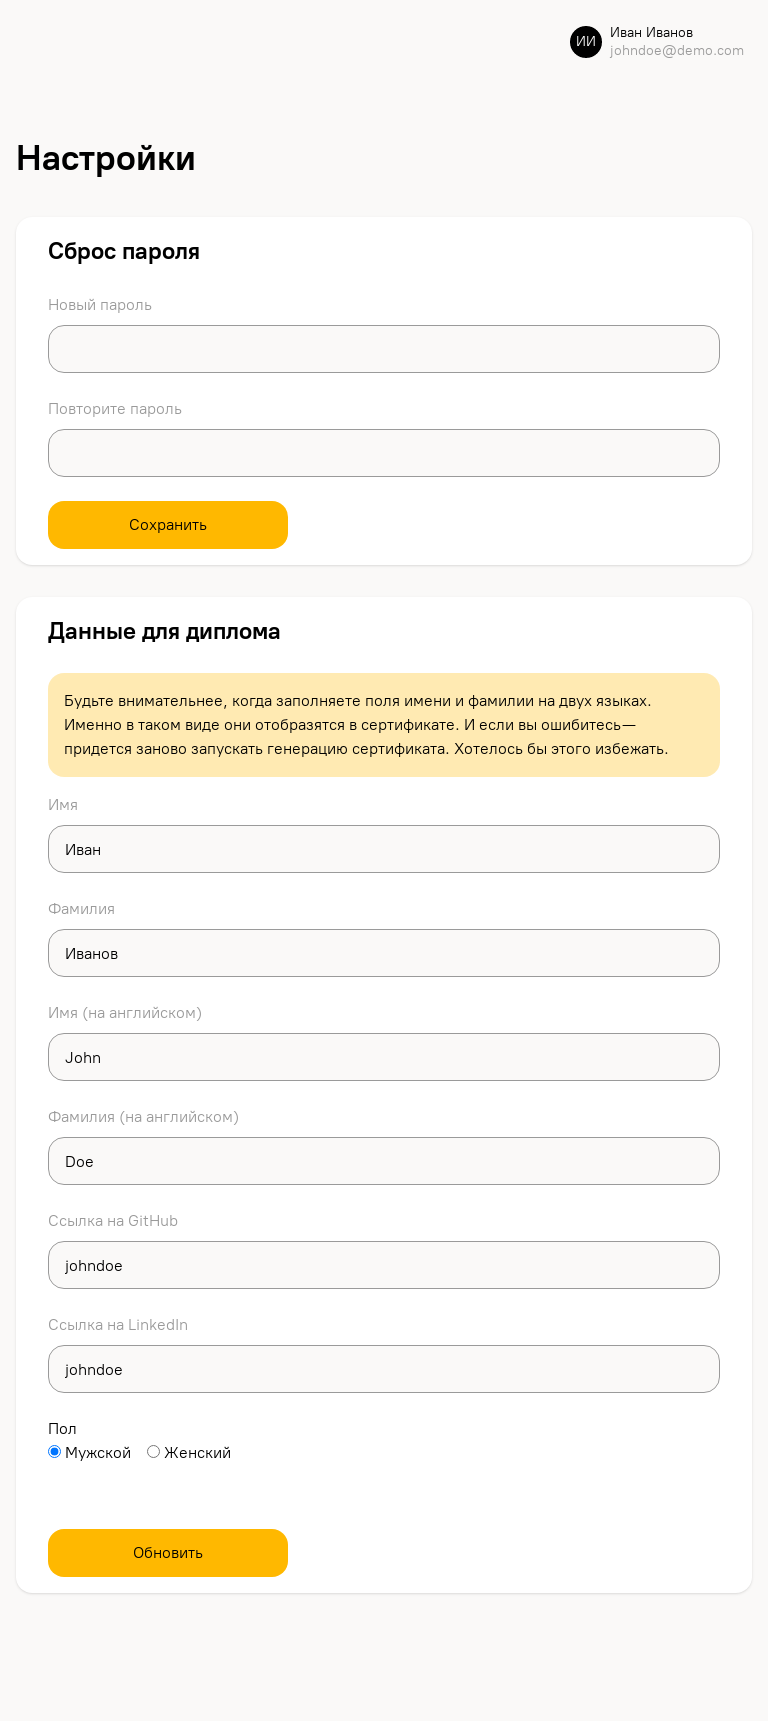 ИИ
Иван Иванов
johndoe@demo.com
Настройки
Сброс пароля
Новый пароль
Повторите пароль
Сохранить
Данные для диплома
Будьте внимательнее, когда заполняете поля имени и фамилии на двух языках.
Именно в таком виде они отобразятся в сертификате. И если вы ошибитесь—
придется заново запускать генерацию сертификата. Хотелось бы этого избежать.
Имя
Иван
Фамилия
Иванов
Имя (на английском)
John
Фамилия (на английском)
Doe
Ссылка на GitHub
johndoe
Ссылка на LinkedIn
johndoe
Пол
Мужской Женский
Обновить